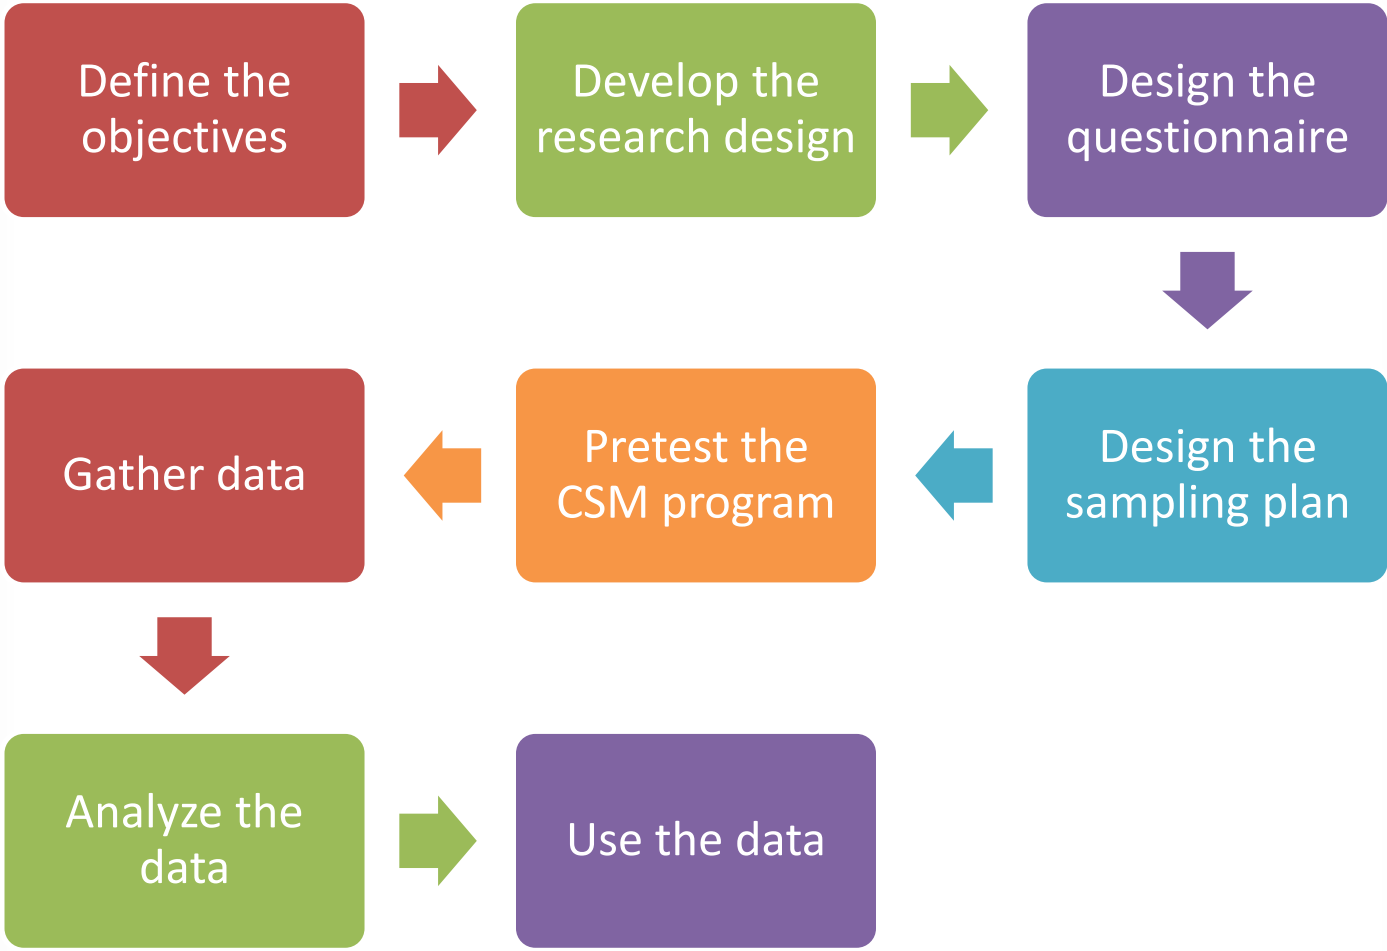 Define the
objectives
Develop the
research design
Design the
questionnaire
Design the
sampling plan
Pretest the
CSM program
Gather data
Analyze the
data
Use the data